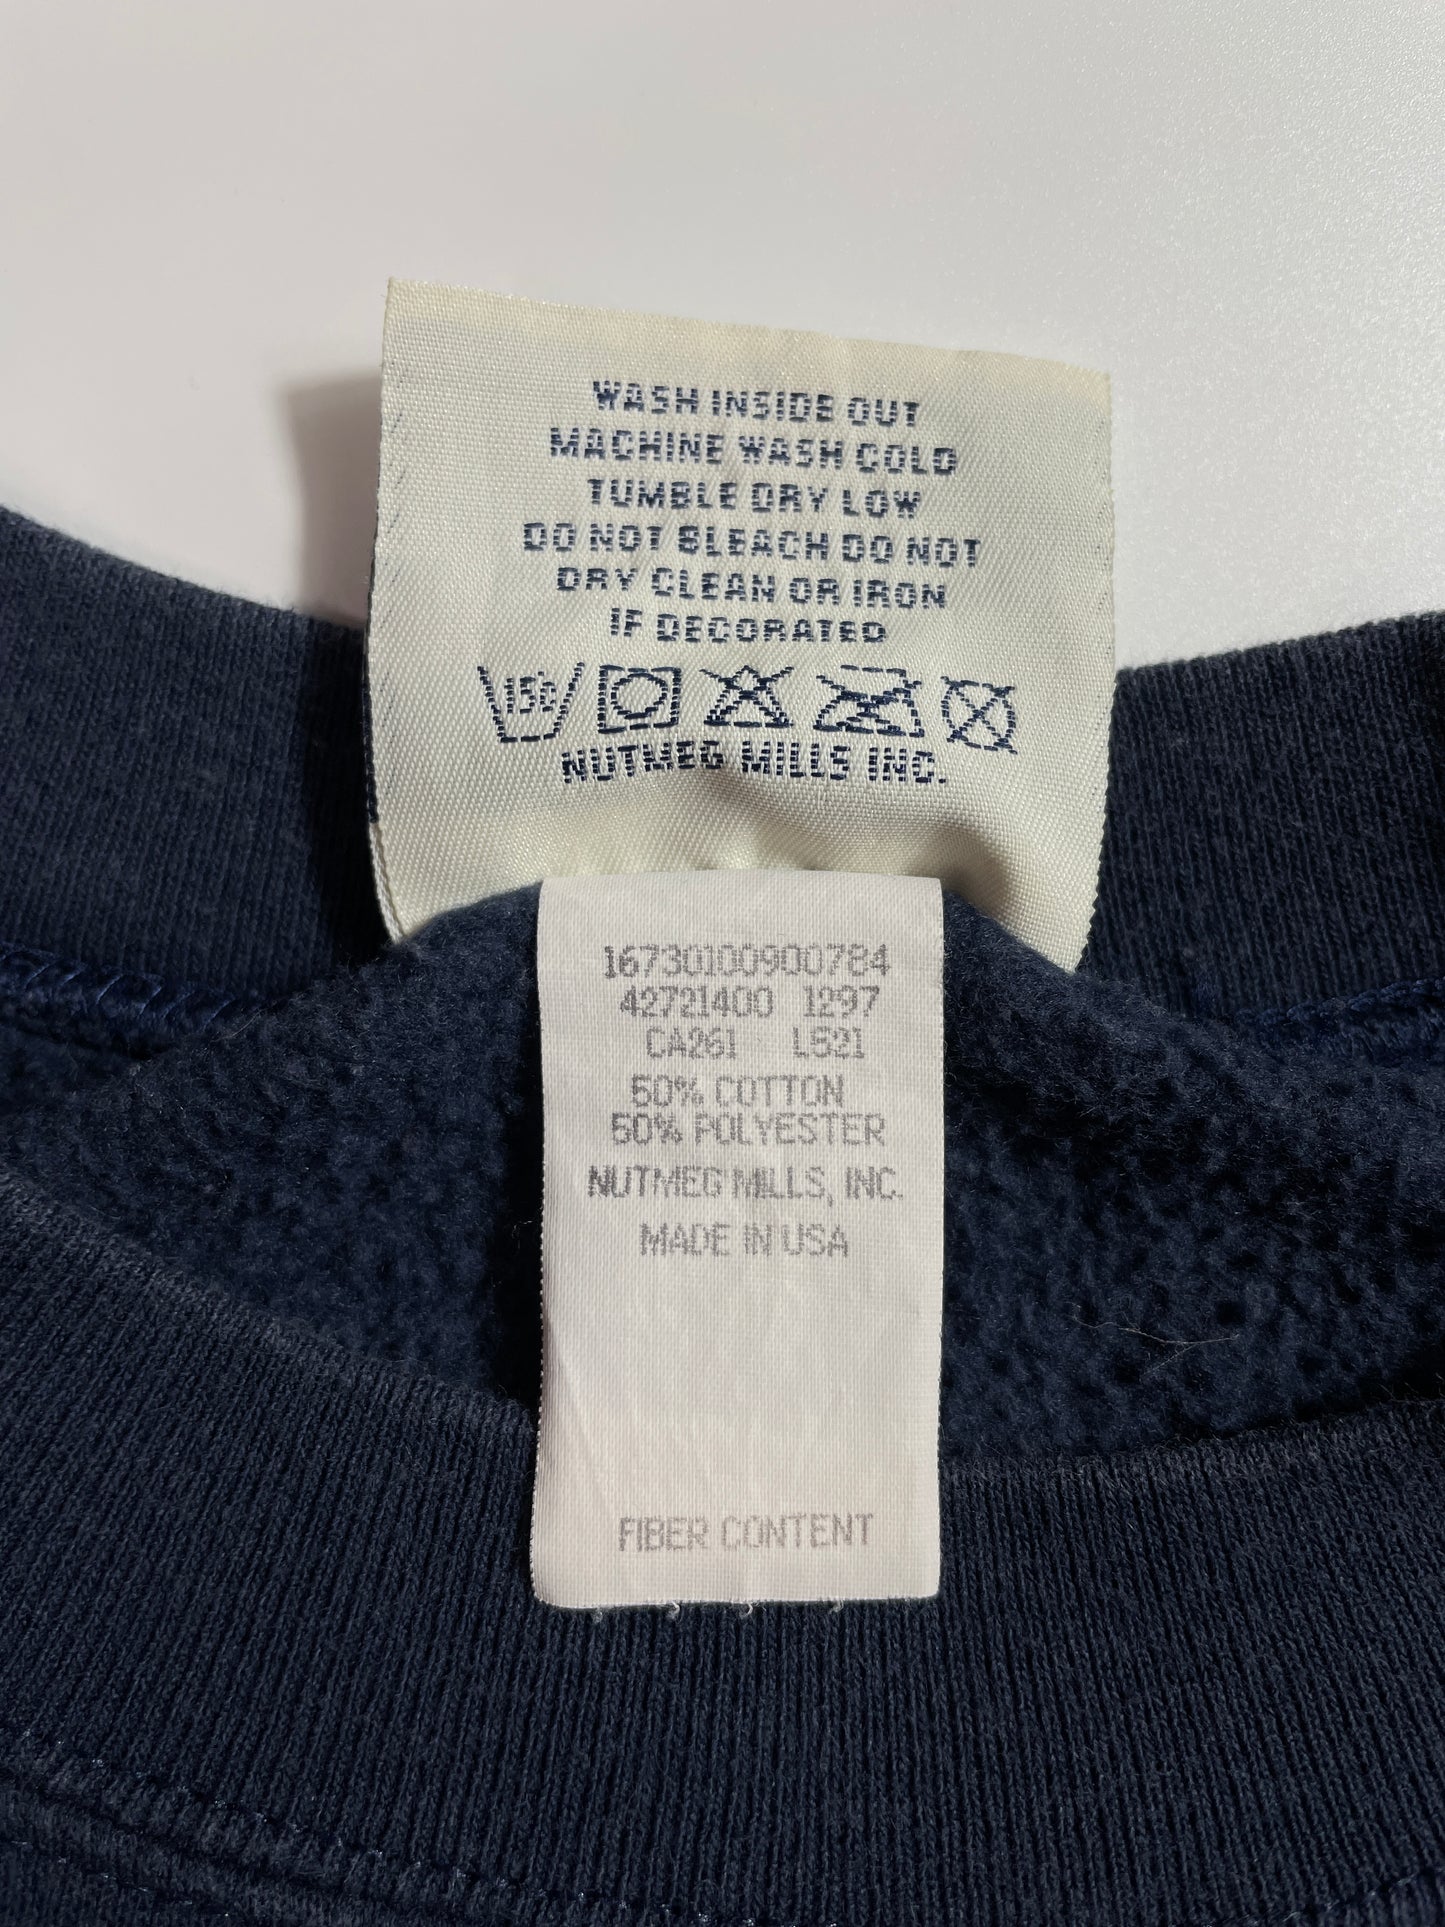 WASH INSIDE OUT
MACHINE WASH COLD
TUMBLE DRY LOW
DO NOT BLEACH DO NOT
DRY CLEAN OR IRON
IF DECORATED
150
NUTMEG MILLS INC.
16730100900784
42721400 1297
CA261 LS21
50% COTTON
50% POLYESTER
NUTMEG MILLS, INC.
MADE IN USA
FIBER CONTENT